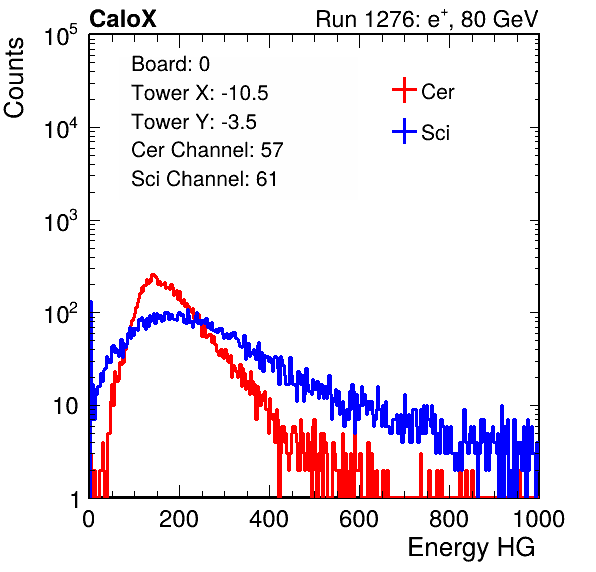 CaloX Run 1276: e⁺, 80 GeV
Counts
Board: 0
Tower X: -10.5
Tower Y: -3.5
Cer Channel: 57
Sci Channel: 61
Cer
Sci
10⁵
10⁴
10³
10²
10
1
0 200 400 600 800 1000
Energy HG